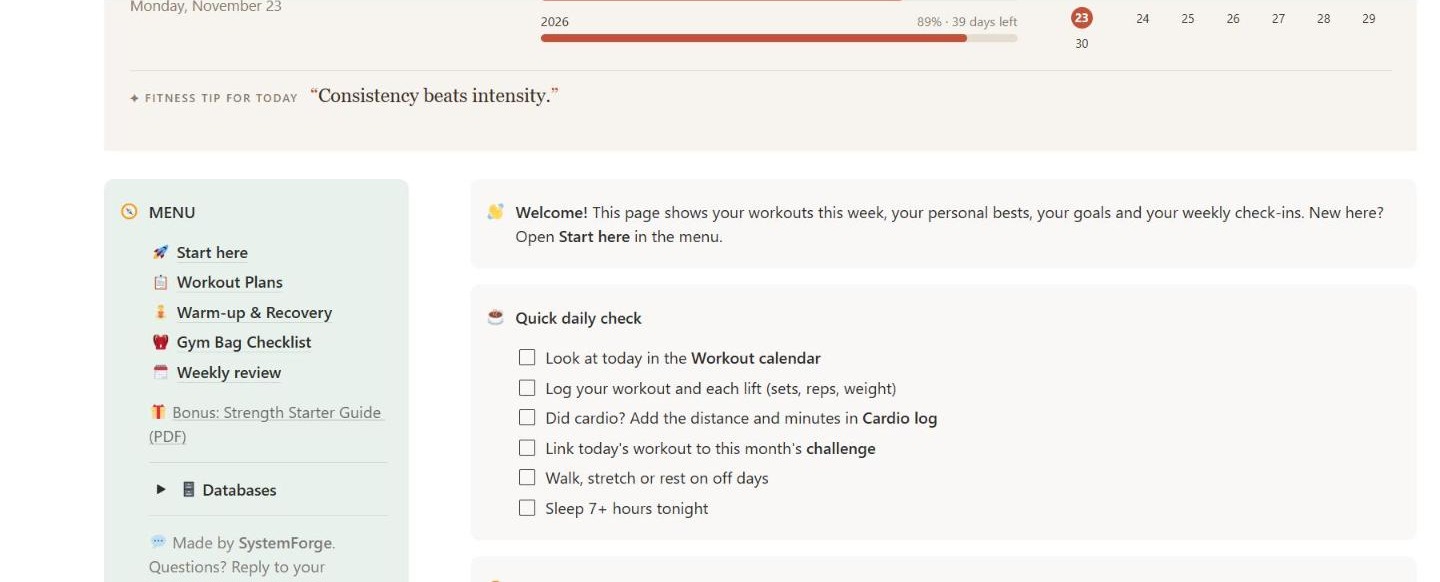 Monday, November 23
2026
89% · 39 days left
23 24 25 26 27 28 29
30
✦ FITNESS TIP FOR TODAY “Consistency beats intensity.”
MENU
Start here
Workout Plans
Warm-up & Recovery
Gym Bag Checklist
Weekly review
Bonus: Strength Starter Guide
(PDF)
Databases
Made by SystemForge.
Questions? Reply to your
Welcome! This page shows your workouts this week, your personal bests, your goals and your weekly check-ins. New here?
Open Start here in the menu.
Quick daily check
Look at today in the Workout calendar
Log your workout and each lift (sets, reps, weight)
Did cardio? Add the distance and minutes in Cardio log
Link today's workout to this month's challenge
Walk, stretch or rest on off days
Sleep 7+ hours tonight